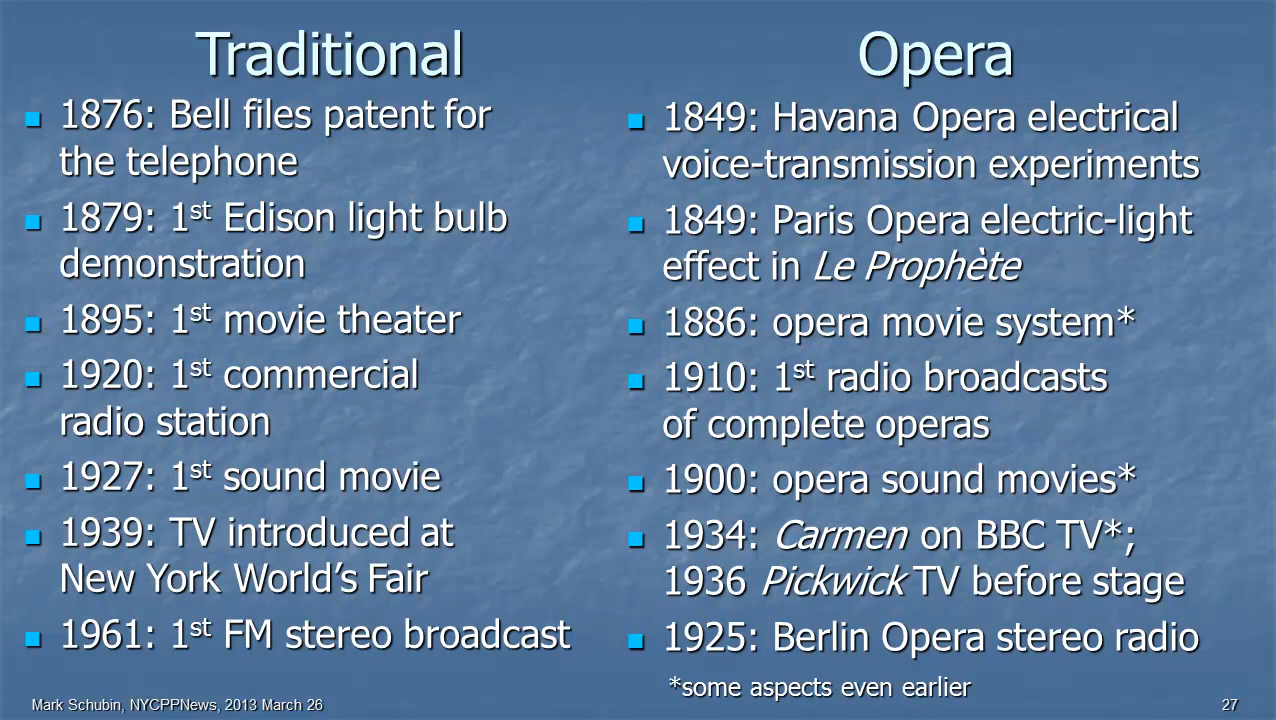 Traditional
1876: Bell files patent for
the telephone
1879: 1st Edison light bulb
demonstration
1895: 1st movie theater
1920: 1st commercial
radio station
1927: 1st sound movie
1939: TV introduced at
New York World's Fair
1961: 1st FM stereo broadcast
Opera
1849: Havana Opera electrical
voice-transmission experiments
1849: Paris Opera electric-light
effect in Le Prophète
1886: opera movie system*
1910: 1st radio broadcasts
of complete operas
1900: opera sound movies*
1934: Carmen on BBC TV*;
1936 Pickwick TV before stage
1925: Berlin Opera stereo radio
*some aspects even earlier
Mark Schubin, NYCPPNews, 2013 March 26
27